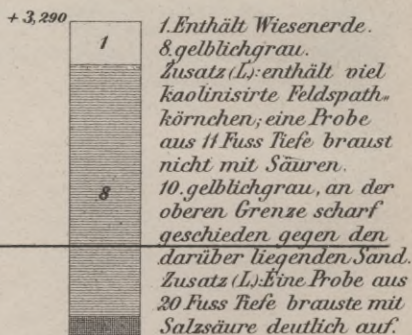 + 3,290
1
8
1. Enthält Wiesenerde.
8. gelblichgrau.
Zusatz (L): enthält viel
kaolinisirte Feldspath-
körnchen; eine Probe
aus 11 Fuss Tiefe braust
nicht mit Säuren.
10. gelblichgrau, an der
oberen Grenze scharf
geschieden gegen den
darüber liegenden Sand.
Zusatz (L): Eine Probe aus
20 Fuss Tiefe brauste mit
Salzsäure deutlich auf.